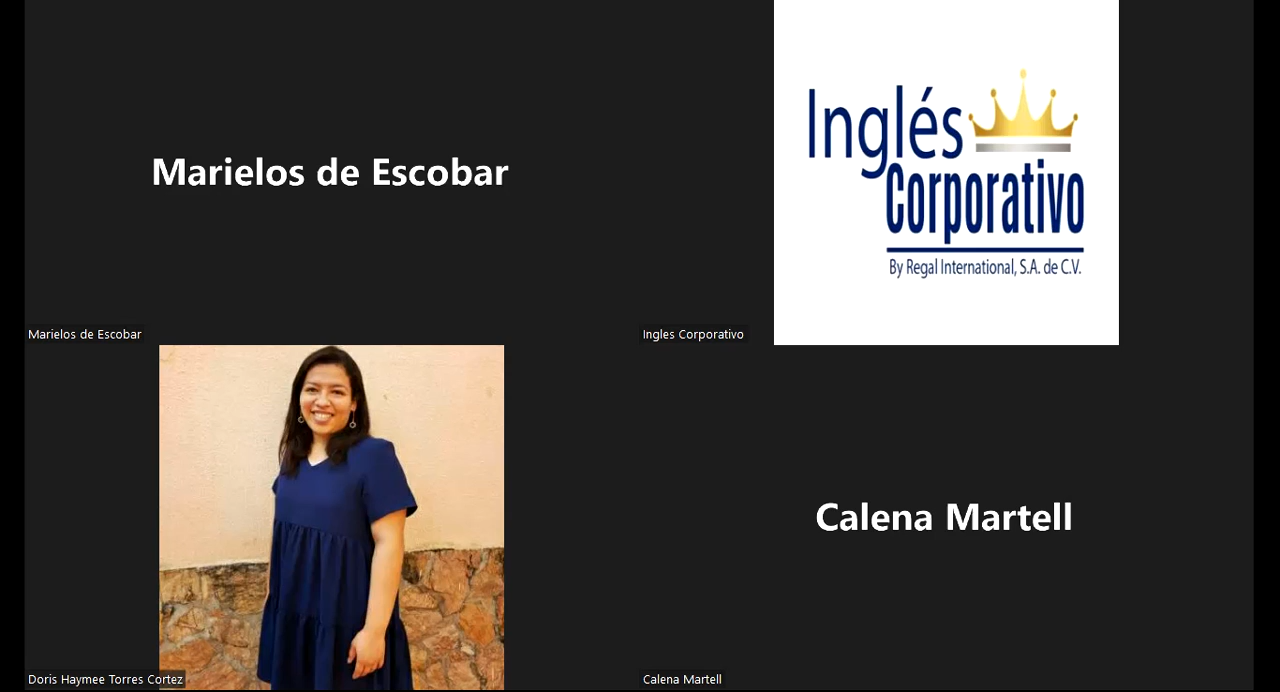 Marielos de Escobar
Marielos de Escobar
Inglés
Corporativo
By Regal International, S.A. de C.V.
Ingles Corporativo
Doris Haymee Torres Cortez
Calena Martell
Calena Martell